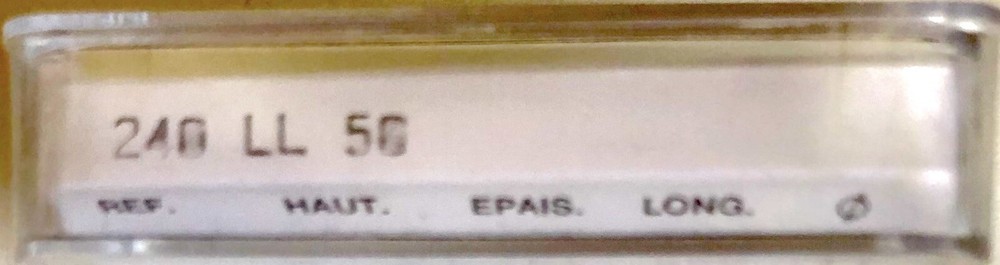 240 LL 50
REF. HAUT. EPAIS. LONG. Ø